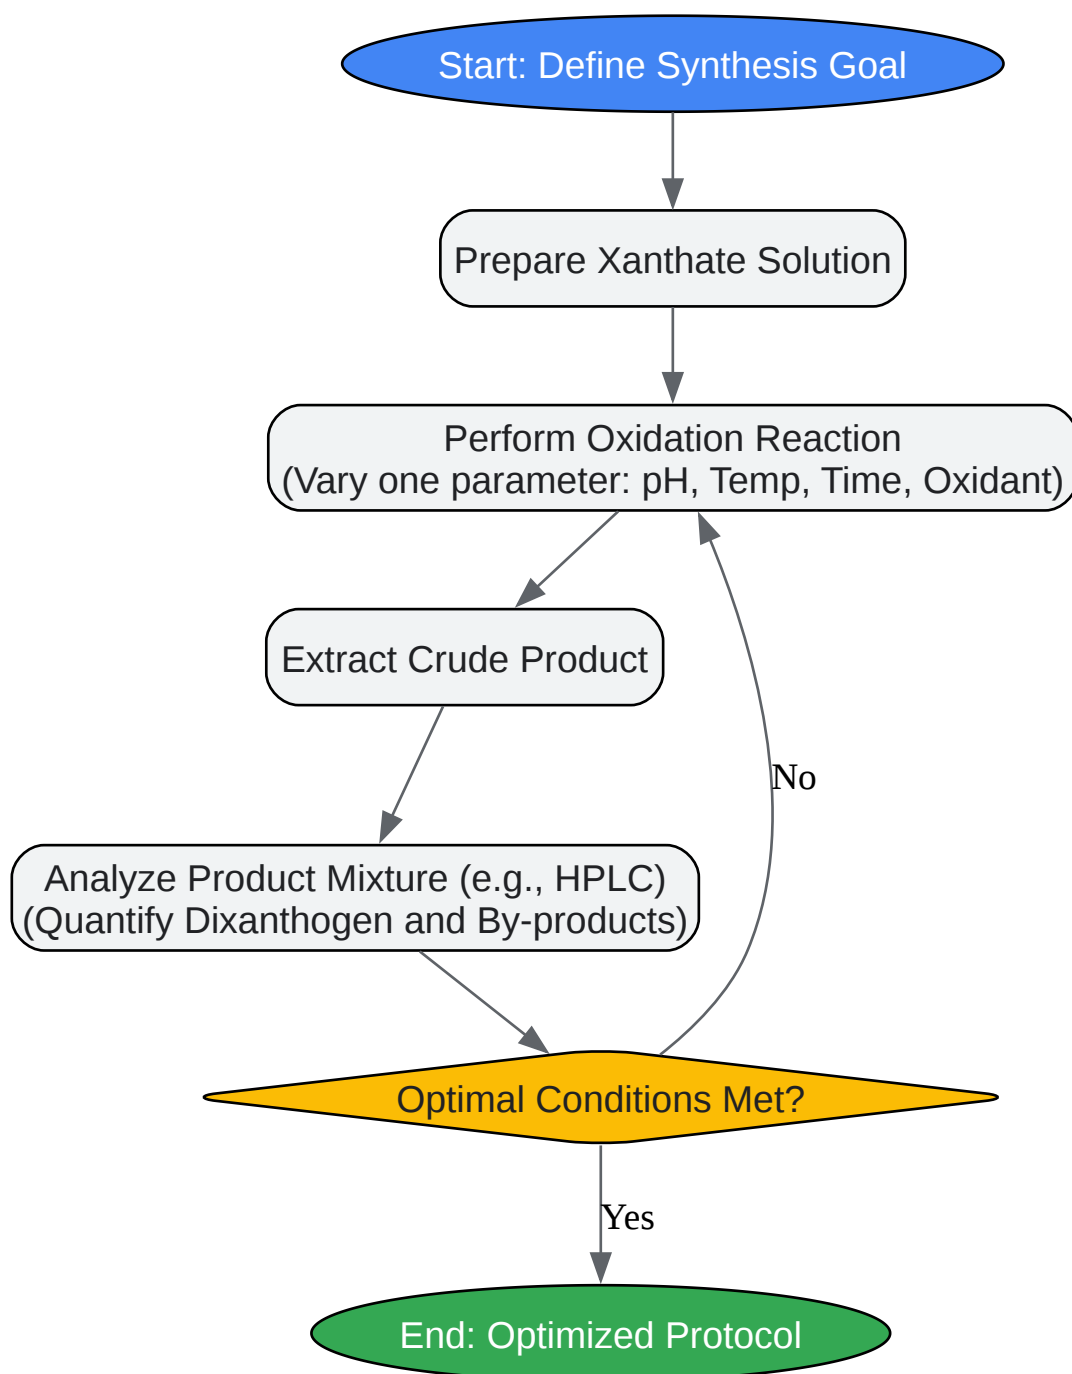 Start: Define Synthesis Goal
Prepare Xanthate Solution
Perform Oxidation Reaction
(Vary one parameter: pH, Temp, Time, Oxidant)
Extract Crude Product
No
Analyze Product Mixture (e.g., HPLC)
(Quantify Dixanthogen and By-products)
Optimal Conditions Met?
Yes
End: Optimized Protocol